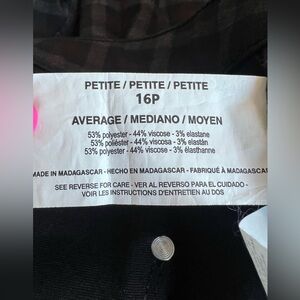 PETITE / PETITE / PETITE
16P
AVERAGE / MEDIANO / MOYEN
53% polyester - 44% viscose - 3% elastane
53% poliéster - 44% viscosa - 3% elastán
53% polyester - 44% viscose - 3% élasthanne
MADE IN MADAGASCAR - HECHO EN MADAGASCAR - FABRIQUÉ À MADAGASCAR
SEE REVERSE FOR CARE - VER AL REVERSO PARA EL CUIDADO -
VOIR LES INSTRUCTIONS D'ENTRETIEN AU DOS